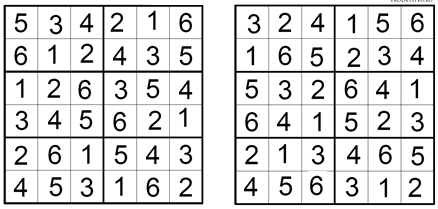 5 3 4 2 1 6
6 1 2 4 3 5
1 2 6 3 5 4
3 4 5 6 2 1
2 6 1 5 4 3
4 5 3 1 6 2
3 2 4 1 5 6
1 6 5 2 3 4
5 3 2 6 4 1
6 4 1 5 2 3
2 1 3 4 6 5
4 5 6 3 1 2